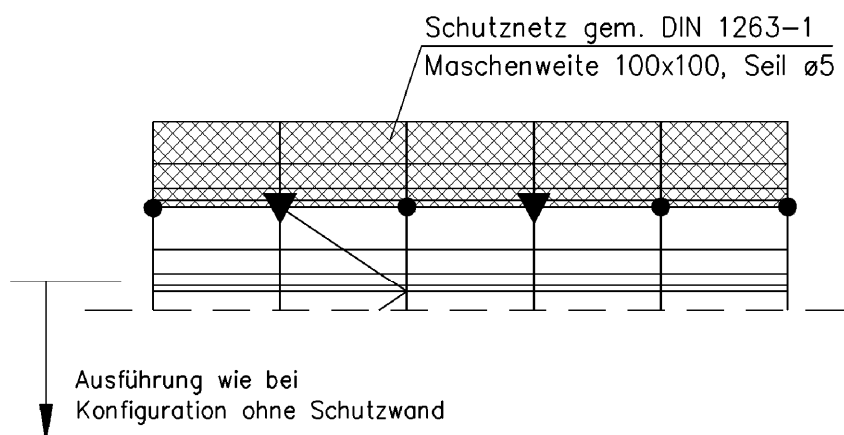 Schutznetz gem. DIN 1263-1
Maschenweite 100x100, Seil ø5
Ausführung wie bei
Konfiguration ohne Schutzwand